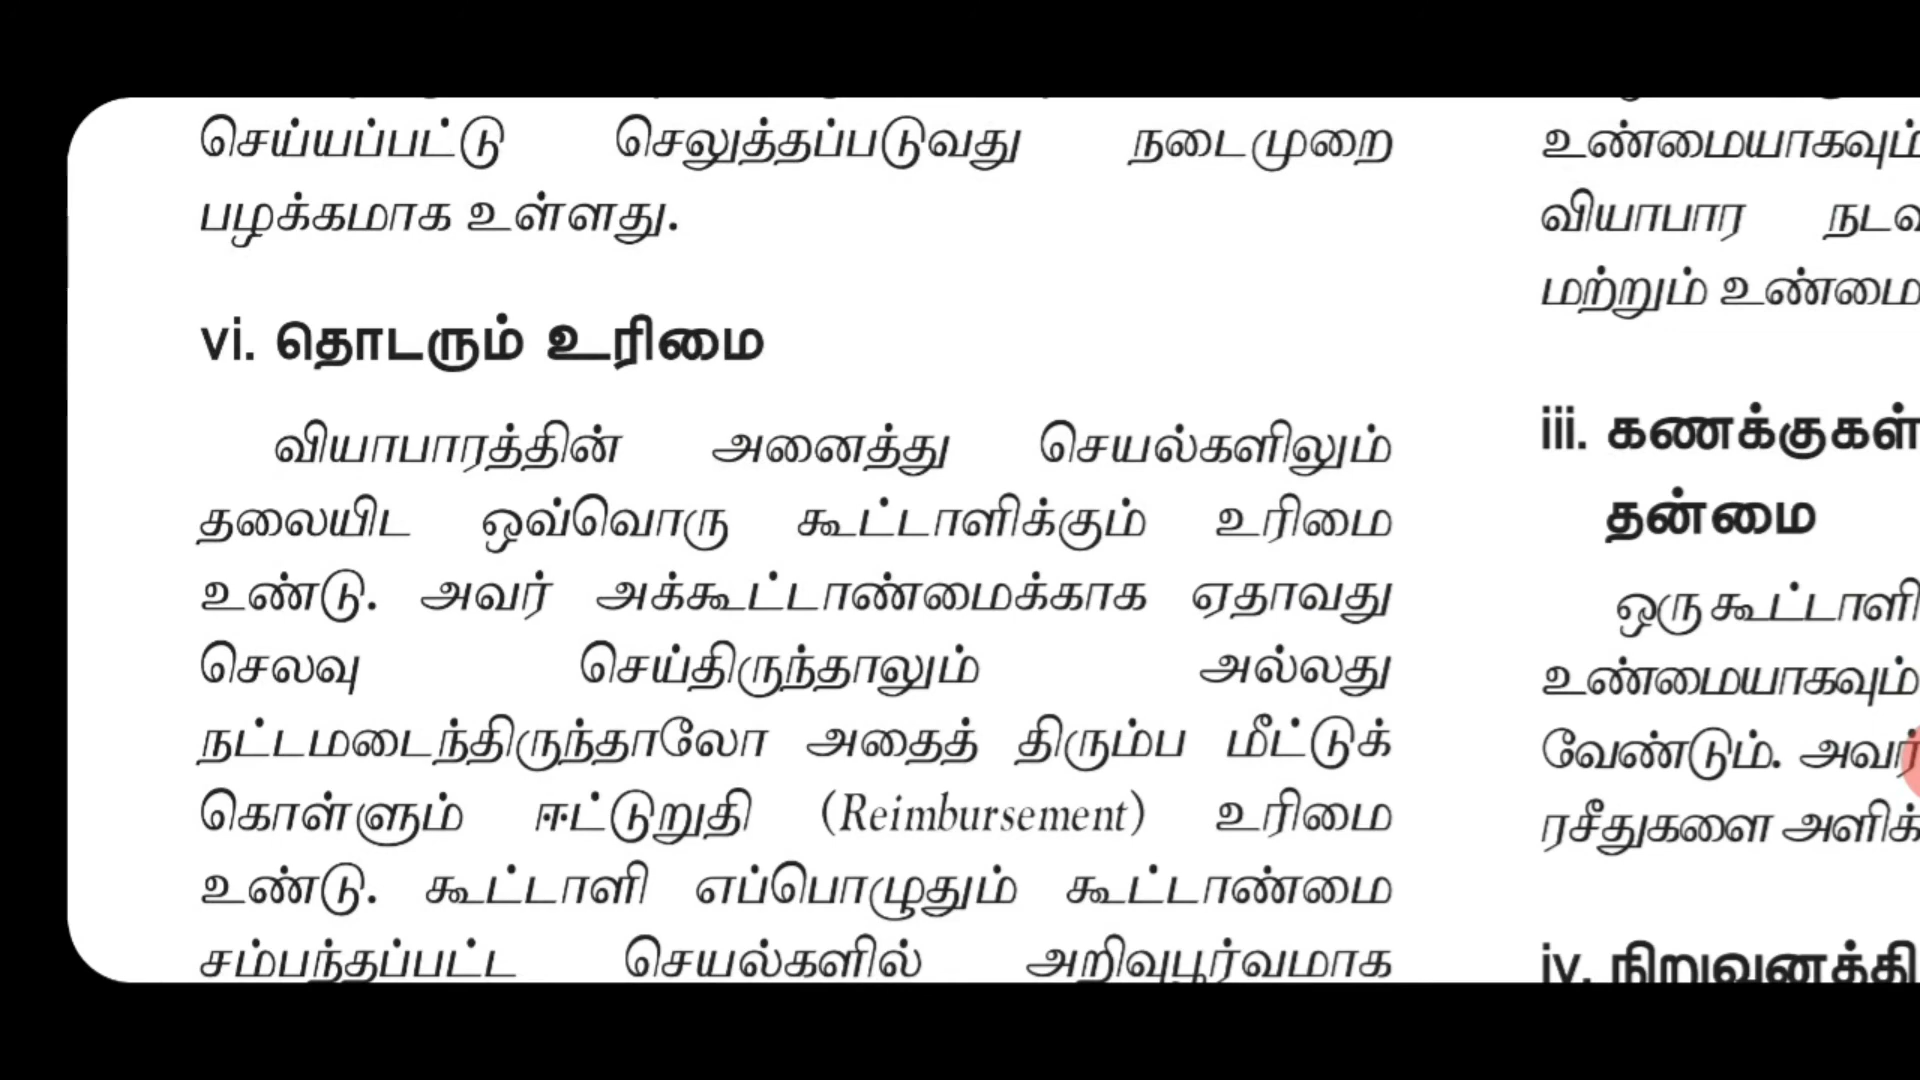 செய்யப்பட்டு செலுத்தப்படுவது நடைமுறை
பழக்கமாக உள்ளது.
vi. தொடரும் உரிமை
வியாபாரத்தின் அனைத்து செயல்களிலும்
தலையிட ஒவ்வொரு கூட்டாளிக்கும் உரிமை
உண்டு. அவர் அக்கூட்டாண்மைக்காக ஏதாவது
செலவு செய்திருந்தாலும் அல்லது
நட்டமடைந்திருந்தாலோ அதைத் திரும்ப மீட்டுக்
கொள்ளும் ஈட்டுறுதி (Reimbursement) உரிமை
உண்டு. கூட்டாளி எப்பொழுதும் கூட்டாண்மை
சம்பந்தப்பட்ட செயல்களில் அறிவுபூர்வமாக
உண்மையாகவும்
வியாபார
மற்றும் உண்மை
iii. கணக்குகள்
தன்மை
ஒரு கூட்டாளி
உண்மையாகவும்
வேண்டும். அவர்
ரசீதுகளை அளிக்
iv. நிறுவனத்தி